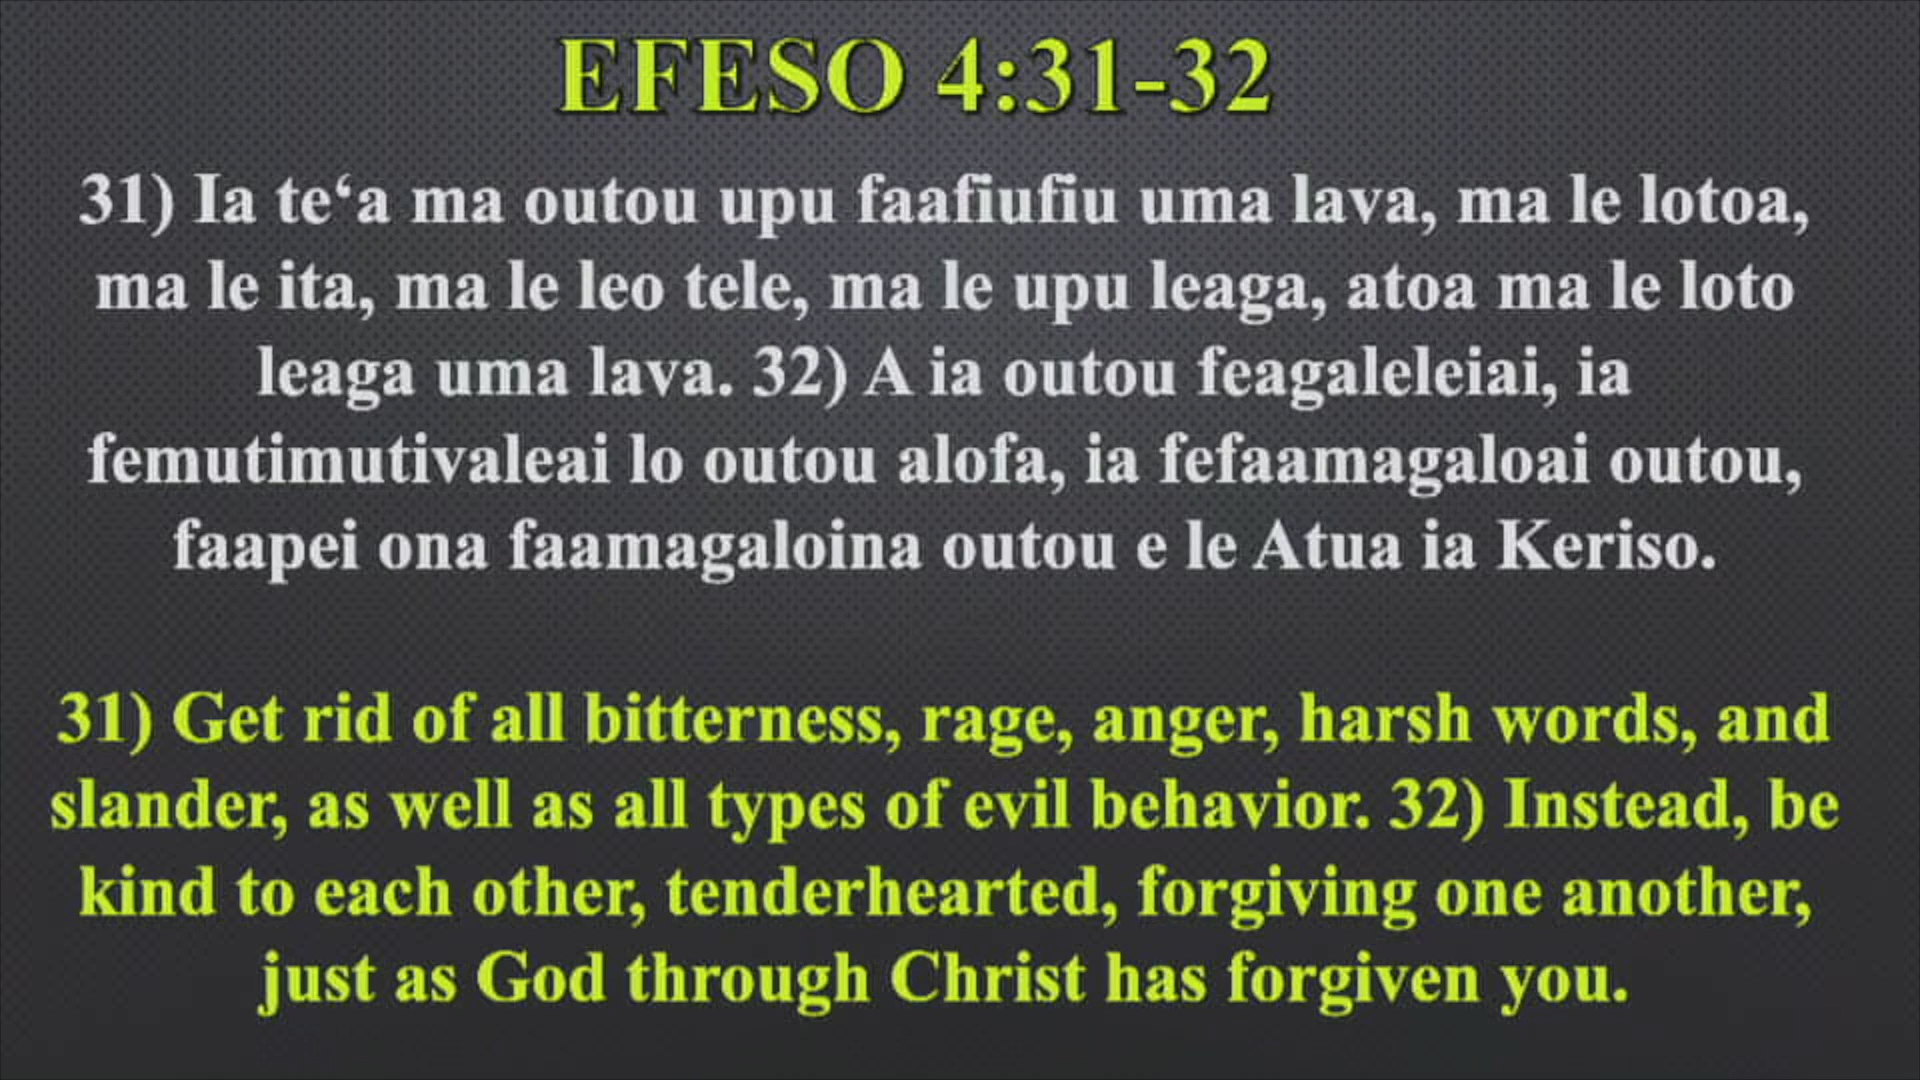 EFESO 4:31-32
31) Ia te‘a ma outou upu faafiufiu uma lava, ma le lotoa,
ma le ita, ma le leo tele, ma le upu leaga, atoa ma le loto
leaga uma lava. 32) A ia outou feagaleleiai, ia
femutimutivaleai lo outou alofa, ia fefaamagaloai outou,
faapei ona faamagaloina outou e le Atua ia Keriso.
31) Get rid of all bitterness, rage, anger, harsh words, and
slander, as well as all types of evil behavior. 32) Instead, be
kind to each other, tenderhearted, forgiving one another,
just as God through Christ has forgiven you.